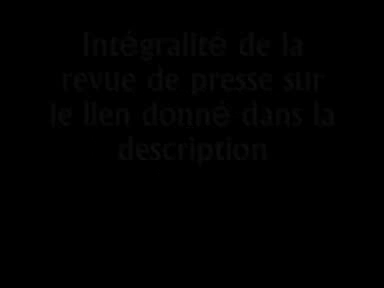 Intégralité de la
revue de presse sur
le lien donné dans la
description